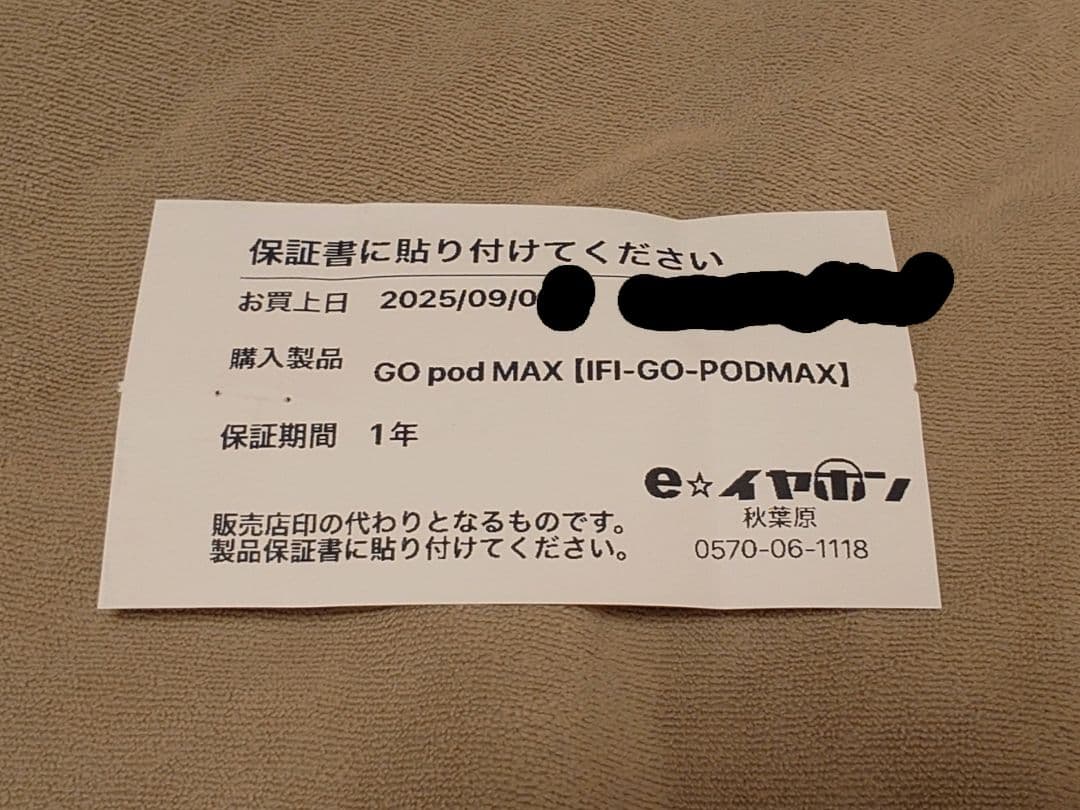 保証書に貼り付けてください
お買上日 2025/09/0
購入製品 GO pod MAX【IFI-GO-PODMAX】
保証期間 1年
e☆イヤホン
秋葉原
0570-06-1118
販売店印の代わりとなるものです。
製品保証書に貼り付けてください。